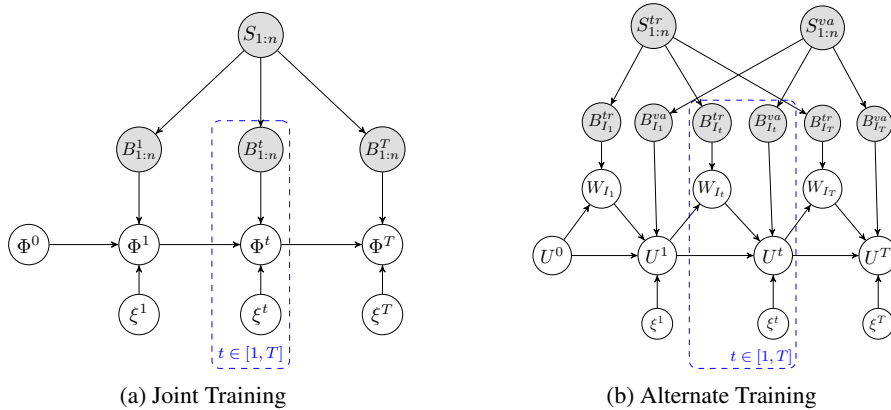 S_{1:n}
B^1_{1:n} B^t_{1:n} B^T_{1:n}
Φ^0 Φ^1 Φ^t Φ^T
ξ^1 ξ^t ξ^T
t ∈ [1, T]
(a) Joint Training
S^{tr}_{1:n} S^{va}_{1:n}
B^{tr}_{I_1} B^{va}_{I_1} B^{tr}_{I_t} B^{va}_{I_t} B^{tr}_{I_T} B^{va}_{I_T}
W_{I_1} W_{I_t} W_{I_T}
U^0 U^1 U^t U^T
ξ^1 ξ^t ξ^T
t ∈ [1, T]
(b) Alternate Training